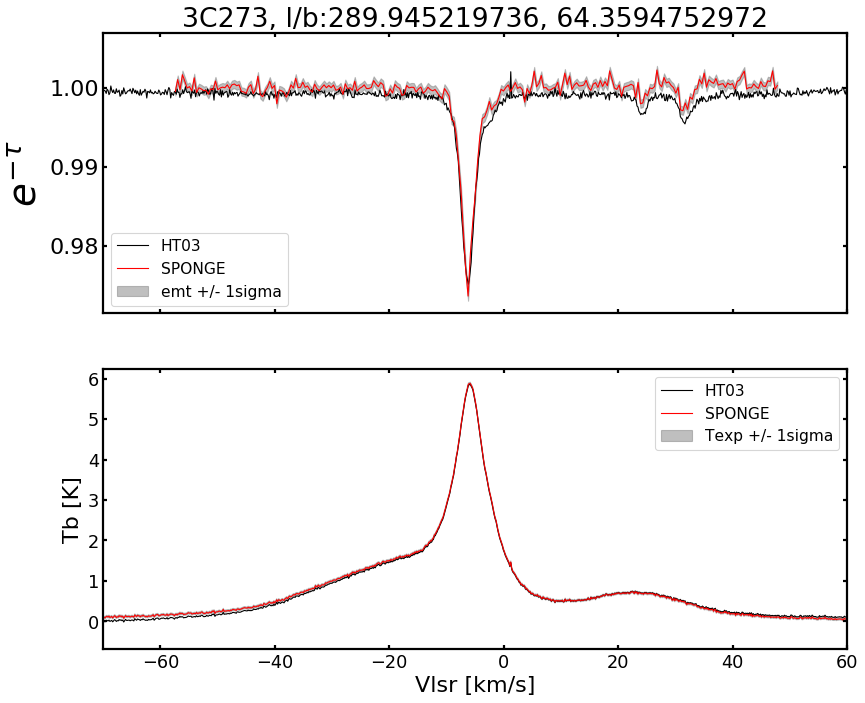 3C273, l/b:289.945219736, 64.3594752972
1.00
0.99
0.98
e^{−τ}
HT03
SPONGE
emt +/- 1sigma
6
5
4
3
2
1
0
Tb [K]
HT03
SPONGE
Texp +/- 1sigma
−60 −40 −20 0 20 40 60
Vlsr [km/s]